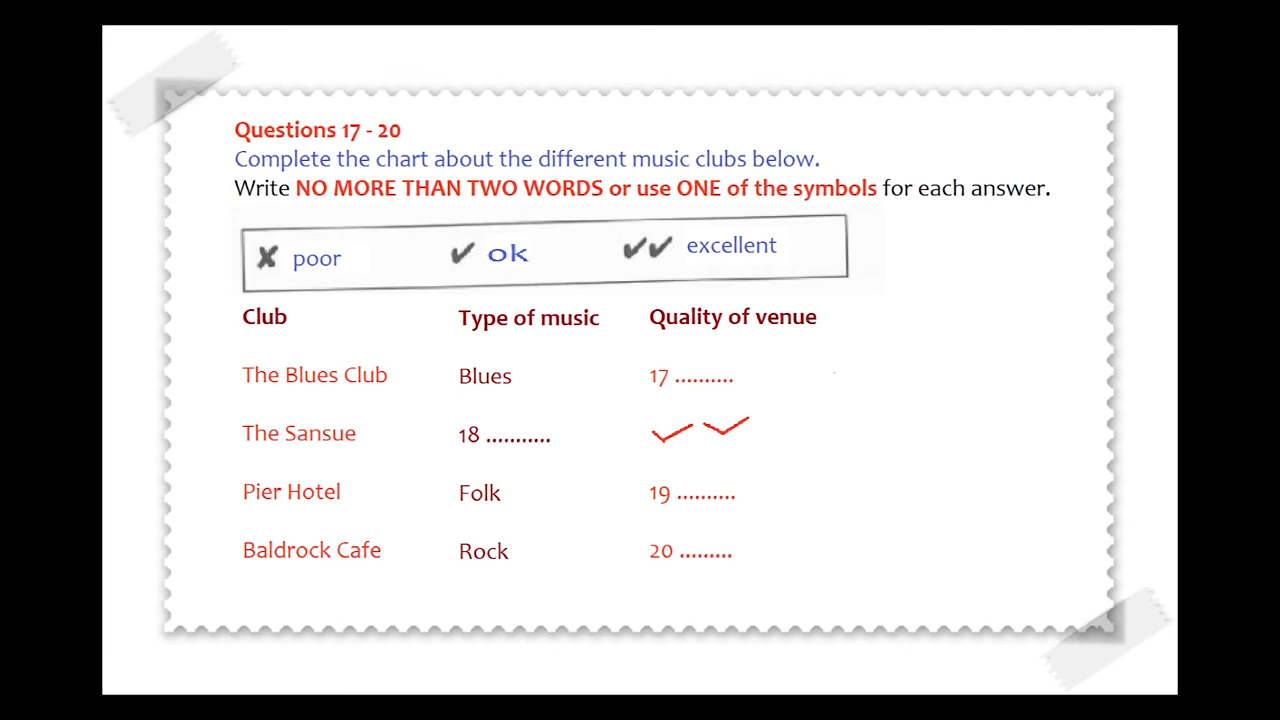 Questions 17 - 20
Complete the chart about the different music clubs below.
Write NO MORE THAN TWO WORDS or use ONE of the symbols for each answer.
✘ poor ✔ ok ✔✔ excellent
Club Type of music Quality of venue
The Blues Club Blues 17 ..........
The Sansue 18 ........... ✓ ✓
Pier Hotel Folk 19 ..........
Baldrock Cafe Rock 20 .........